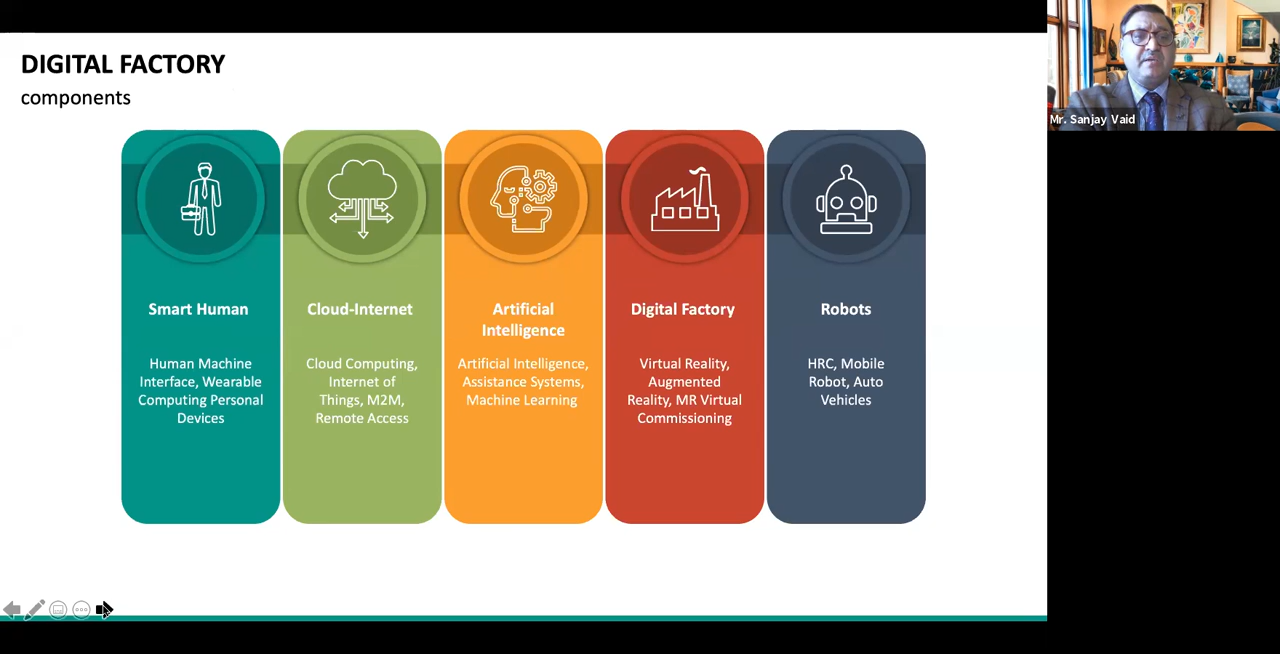 DIGITAL FACTORY
components
Smart Human
Human Machine
Interface, Wearable
Computing Personal
Devices
Cloud-Internet
Cloud Computing,
Internet of
Things, M2M,
Remote Access
Artificial
Intelligence
Artificial Intelligence,
Assistance Systems,
Machine Learning
Digital Factory
Virtual Reality,
Augmented
Reality, MR Virtual
Commissioning
Robots
HRC, Mobile
Robot, Auto
Vehicles
Mr. Sanjay Vaid